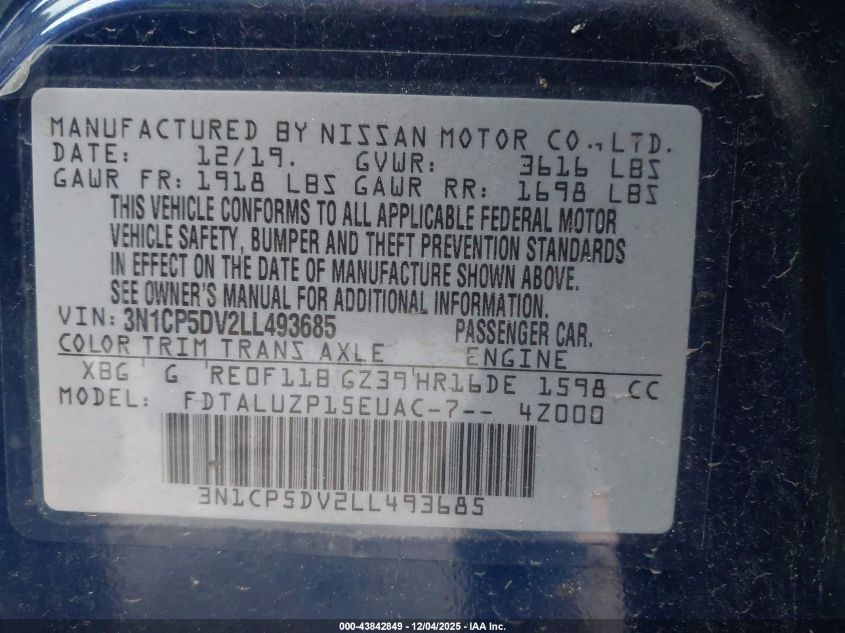 MANUFACTURED BY NISSAN MOTOR CO., LTD.
DATE: 12/19. GVWR: 3616 LBS
GAWR FR: 1918 LBS GAWR RR: 1698 LBS
THIS VEHICLE CONFORMS TO ALL APPLICABLE FEDERAL MOTOR
VEHICLE SAFETY, BUMPER AND THEFT PREVENTION STANDARDS
IN EFFECT ON THE DATE OF MANUFACTURE SHOWN ABOVE.
SEE OWNER'S MANUAL FOR ADDITIONAL INFORMATION.
VIN: 3N1CP5DV2LL493685 PASSENGER CAR.
COLOR TRIM TRANS AXLE ENGINE
XBG G RE0F11B GZ39 HR16DE 1598 CC
MODEL: FDTALUZP15EUAC-7-- 4Z000
3N1CP5DV2LL493685
000-43842849 - 12/04/2025 - IAA Inc.